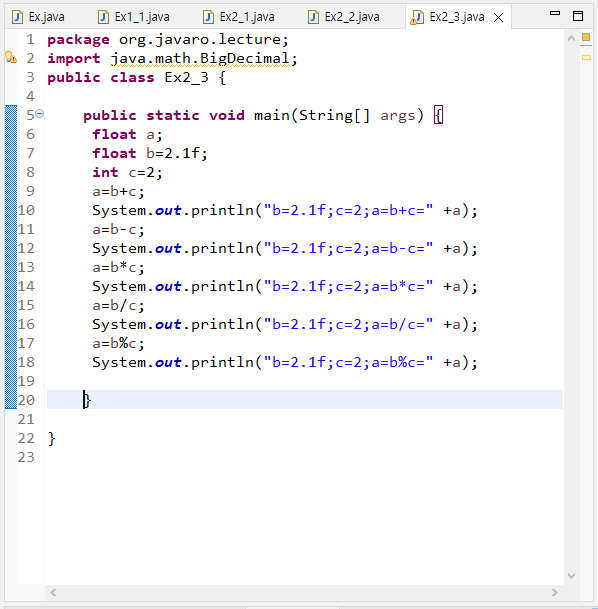 Ex.java Ex1_1.java Ex2_1.java Ex2_2.java Ex2_3.java
1 package org.javaro.lecture;
2 import java.math.BigDecimal;
3 public class Ex2_3 {
4
5 public static void main(String[] args) {
6 float a;
7 float b=2.1f;
8 int c=2;
9 a=b+c;
10 System.out.println("b=2.1f;c=2;a=b+c=" +a);
11 a=b-c;
12 System.out.println("b=2.1f;c=2;a=b-c=" +a);
13 a=b*c;
14 System.out.println("b=2.1f;c=2;a=b*c=" +a);
15 a=b/c;
16 System.out.println("b=2.1f;c=2;a=b/c=" +a);
17 a=b%c;
18 System.out.println("b=2.1f;c=2;a=b%c=" +a);
19
20 }
21
22 }
23